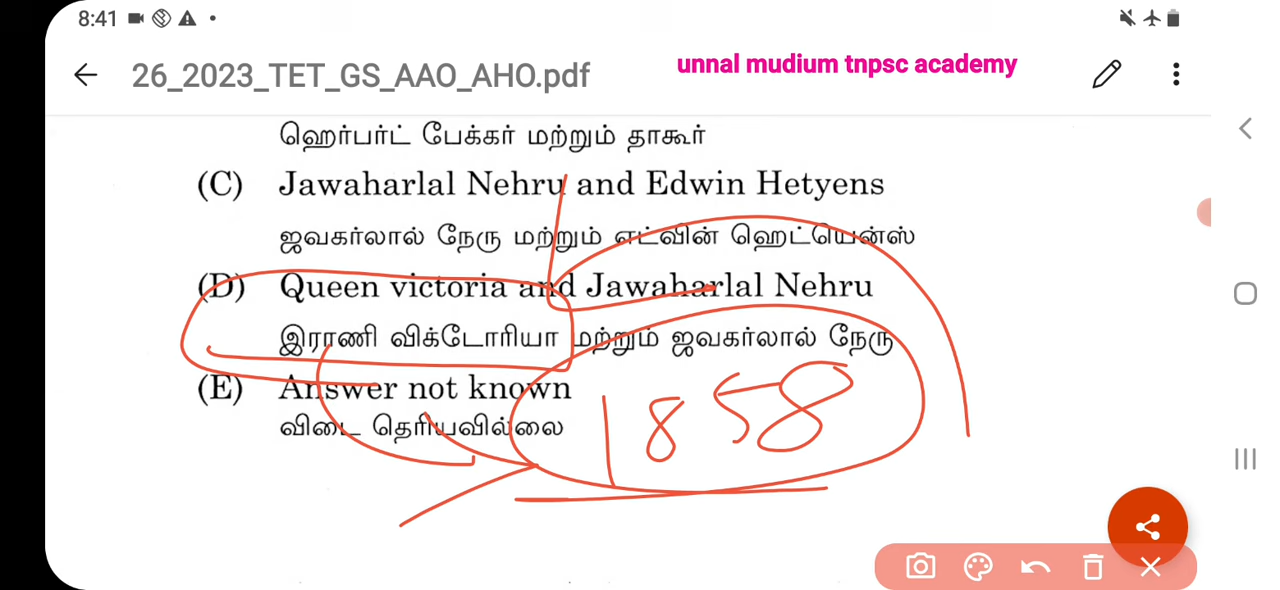 8:41
26_2023_TET_GS_AAO_AHO.pdf
unnal mudium tnpsc academy
ஹெர்பர்ட் பேக்கர் மற்றும் தாகூர்
(C) Jawaharlal Nehru and Edwin Hetyens
ஜவகர்லால் நேரு மற்றும் எட்வின் ஹெட்யென்ஸ்
(D) Queen victoria and Jawaharlal Nehru
இராணி விக்டோரியா மற்றும் ஜவகர்லால் நேரு
(E) Answer not known
விடை தெரியவில்லை
1858